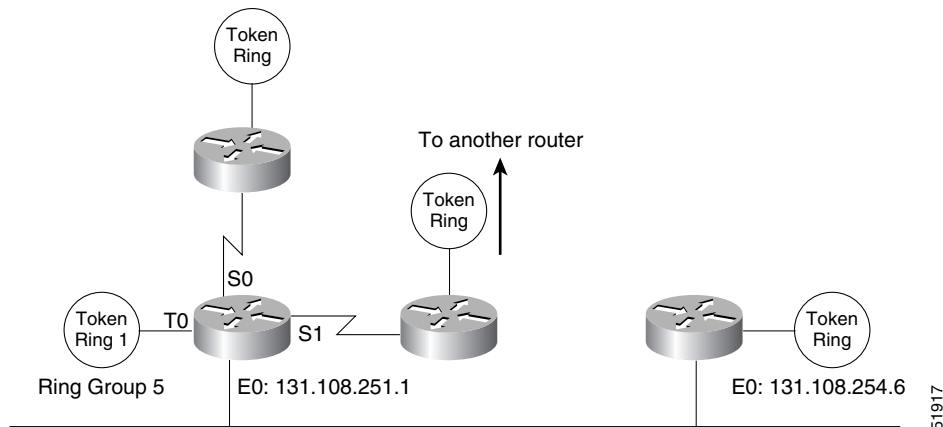 Token
Ring
To another router
Token
Ring
S0
Token
Ring 1
T0
S1
Token
Ring
Ring Group 5
E0: 131.108.251.1
E0: 131.108.254.6
51917